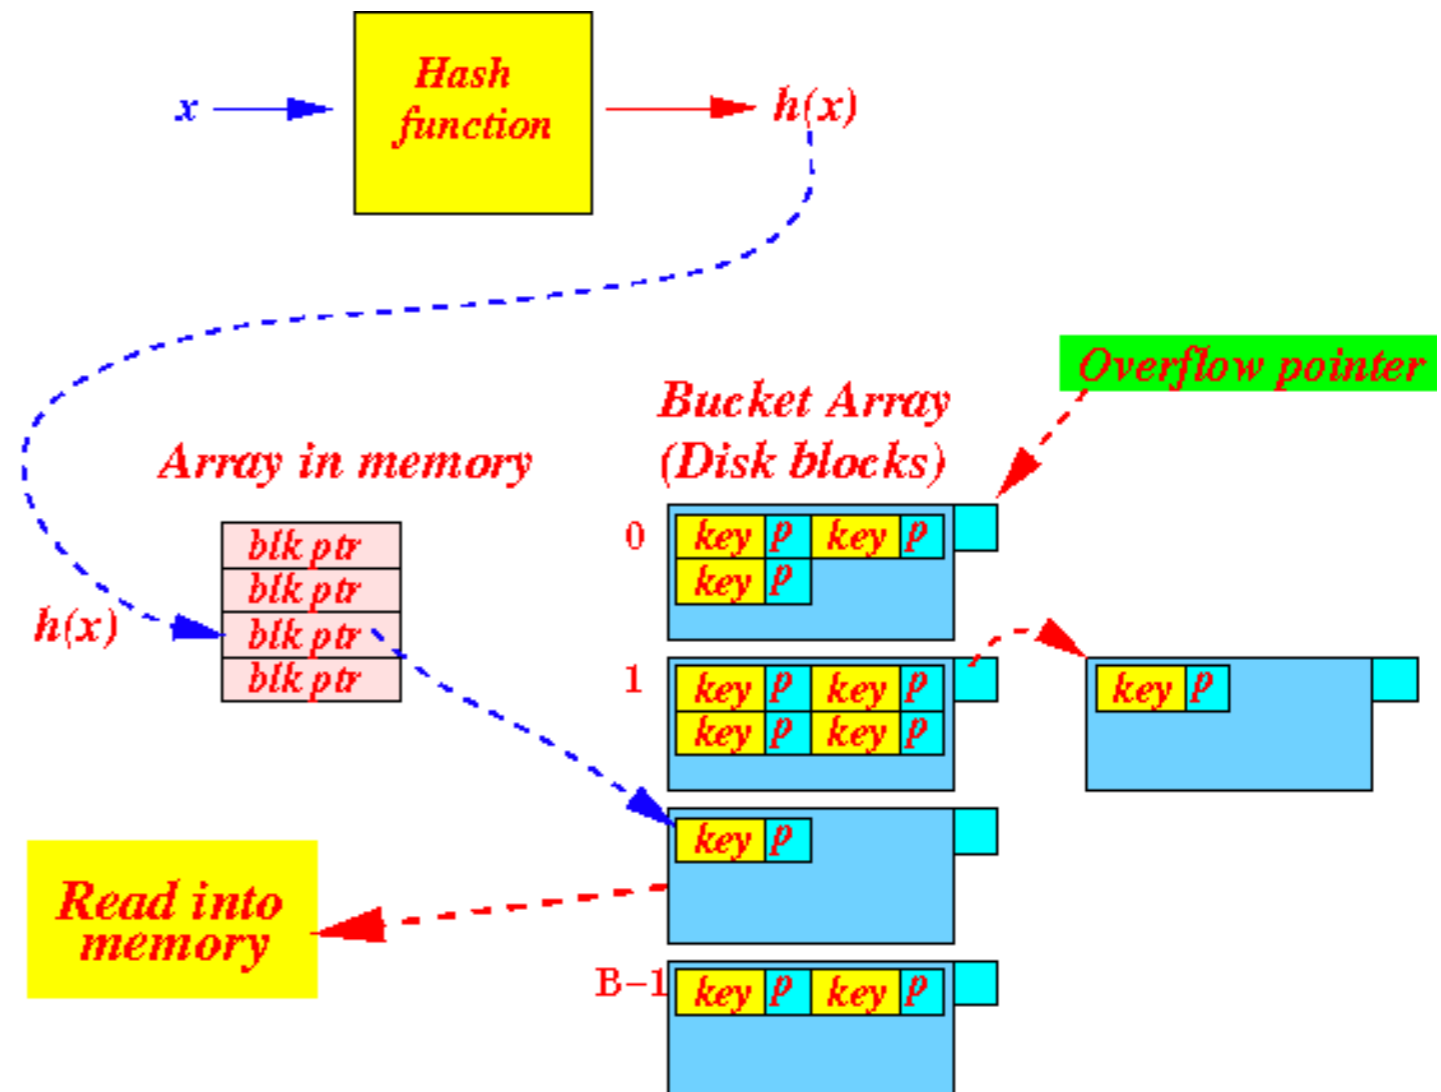 Hash
function
x
h(x)
Overflow pointer
Bucket Array
(Disk blocks)
Array in memory
blk ptr
blk ptr
h(x)
blk ptr
blk ptr
0
key p key p
key p
1
key p key p
key p key p
key p
key p
Read into
memory
B-1
key p key p